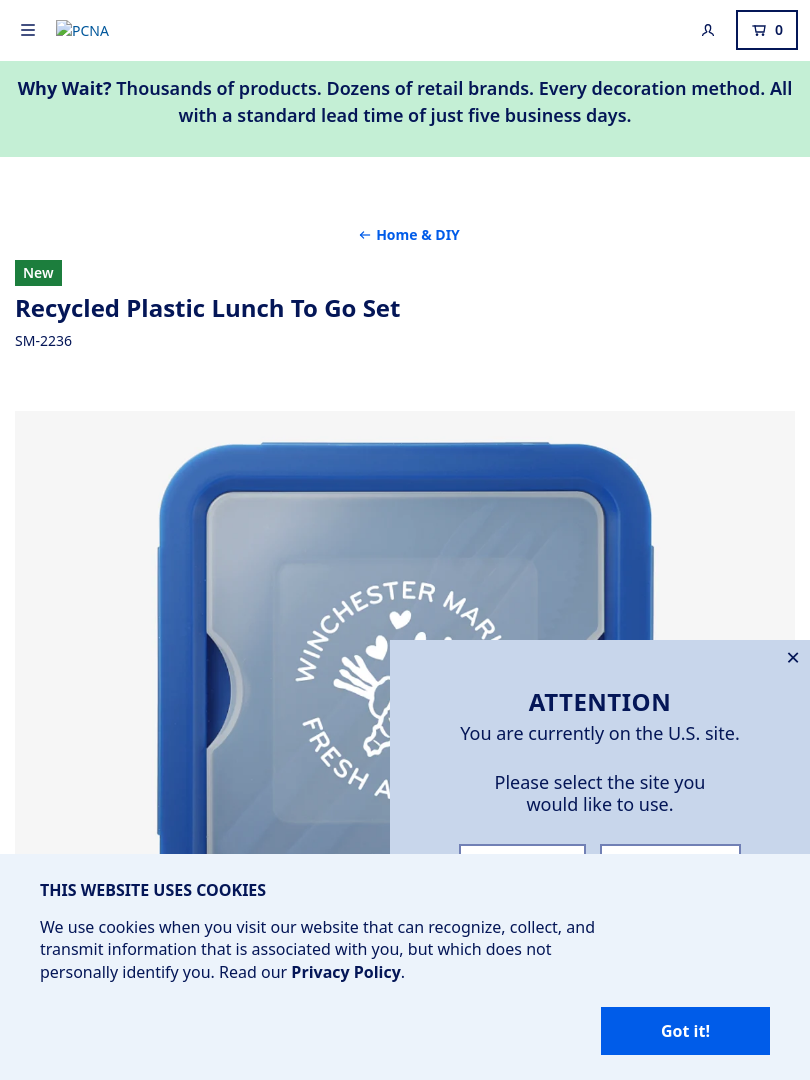 PCNA
0
Why Wait? Thousands of products. Dozens of retail brands. Every decoration method. All
with a standard lead time of just five business days.
Home & DIY
New
Recycled Plastic Lunch To Go Set
SM-2236
WINCHESTER MARK
FRESH A
ATTENTION
You are currently on the U.S. site.
Please select the site you
would like to use.
THIS WEBSITE USES COOKIES
We use cookies when you visit our website that can recognize, collect, and
transmit information that is associated with you, but which does not
personally identify you. Read our Privacy Policy.
Got it!